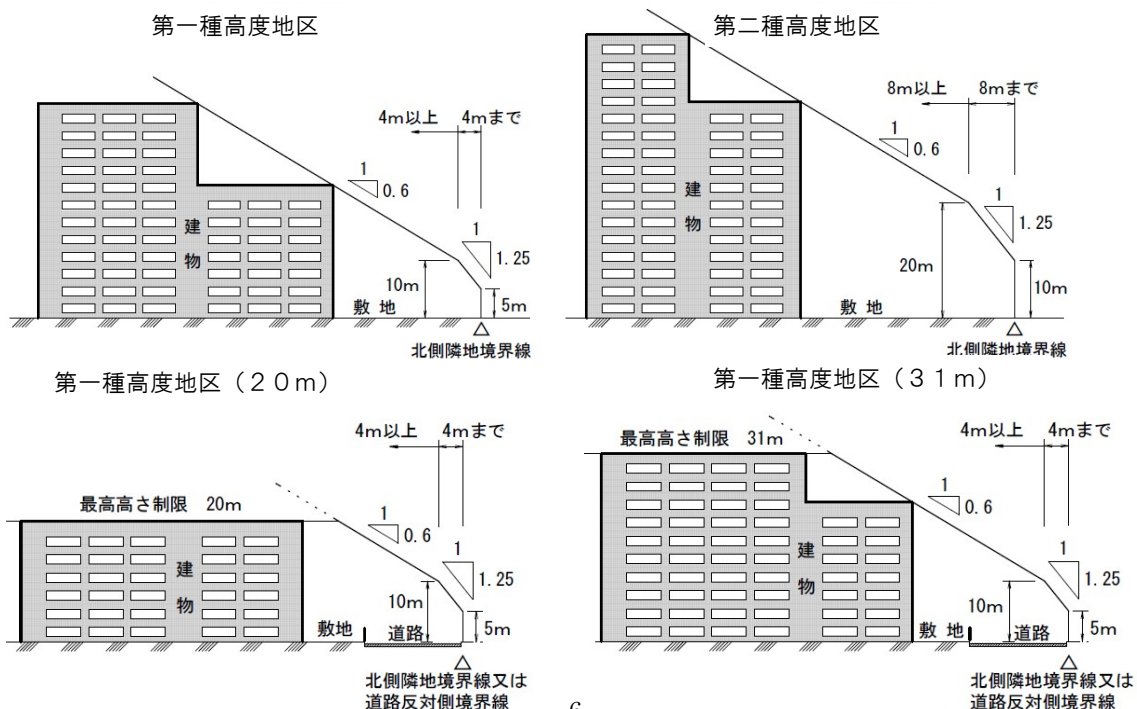 第一種高度地区
4m以上
4mまで
1
0.6
1
1.25
建
物
10m
5m
敷 地
北側隣地境界線
第二種高度地区
8m以上
8mまで
1
0.6
1
1.25
建
物
20m
10m
敷 地
北側隣地境界線
第一種高度地区（２０ｍ）
4m以上
4mまで
最高高さ制限 20m
1
0.6
1
1.25
建
物
10m
5m
敷地
道路
北側隣地境界線又は
道路反対側境界線
第一種高度地区（３１ｍ）
4m以上
4mまで
最高高さ制限 31m
1
0.6
1
1.25
建
物
10m
5m
敷 地
道路
北側隣地境界線又は
道路反対側境界線
6